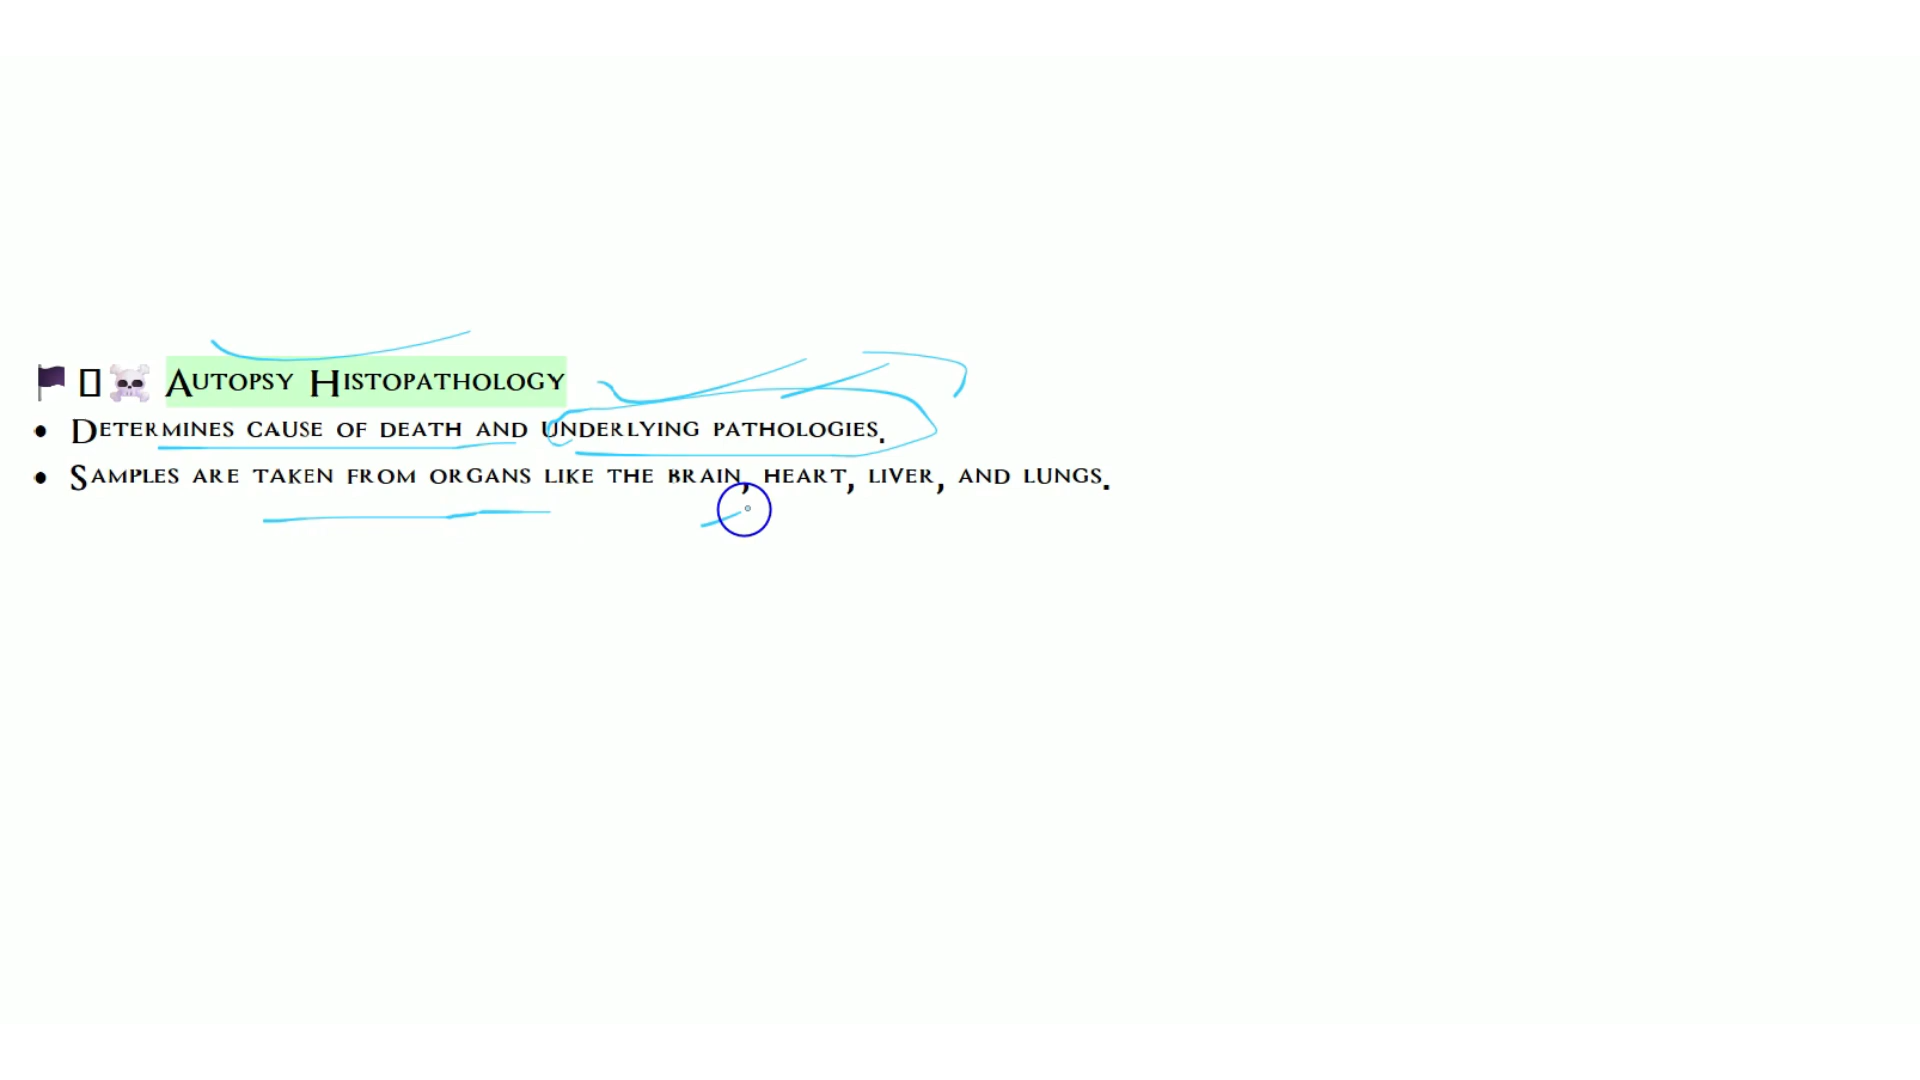 Autopsy Histopathology
• Determines cause of death and underlying pathologies.
• Samples are taken from organs like the brain, heart, liver, and lungs.